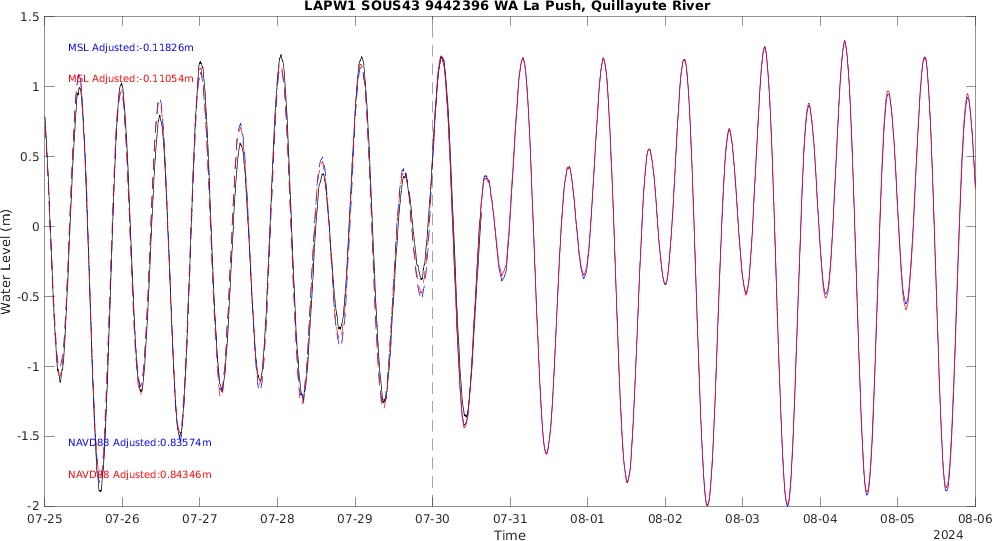 LAPW1 SOUS43 9442396 WA La Push, Quillayute River
1.5
MSL Adjusted:-0.11826m
MSL Adjusted:-0.11054m
1
0.5
0
-0.5
-1
-1.5
NAVD88 Adjusted:0.83574m
NAVD88 Adjusted:0.84346m
-2
Water Level (m)
07-25 07-26 07-27 07-28 07-29 07-30 07-31 08-01 08-02 08-03 08-04 08-05 08-06
Time
2024